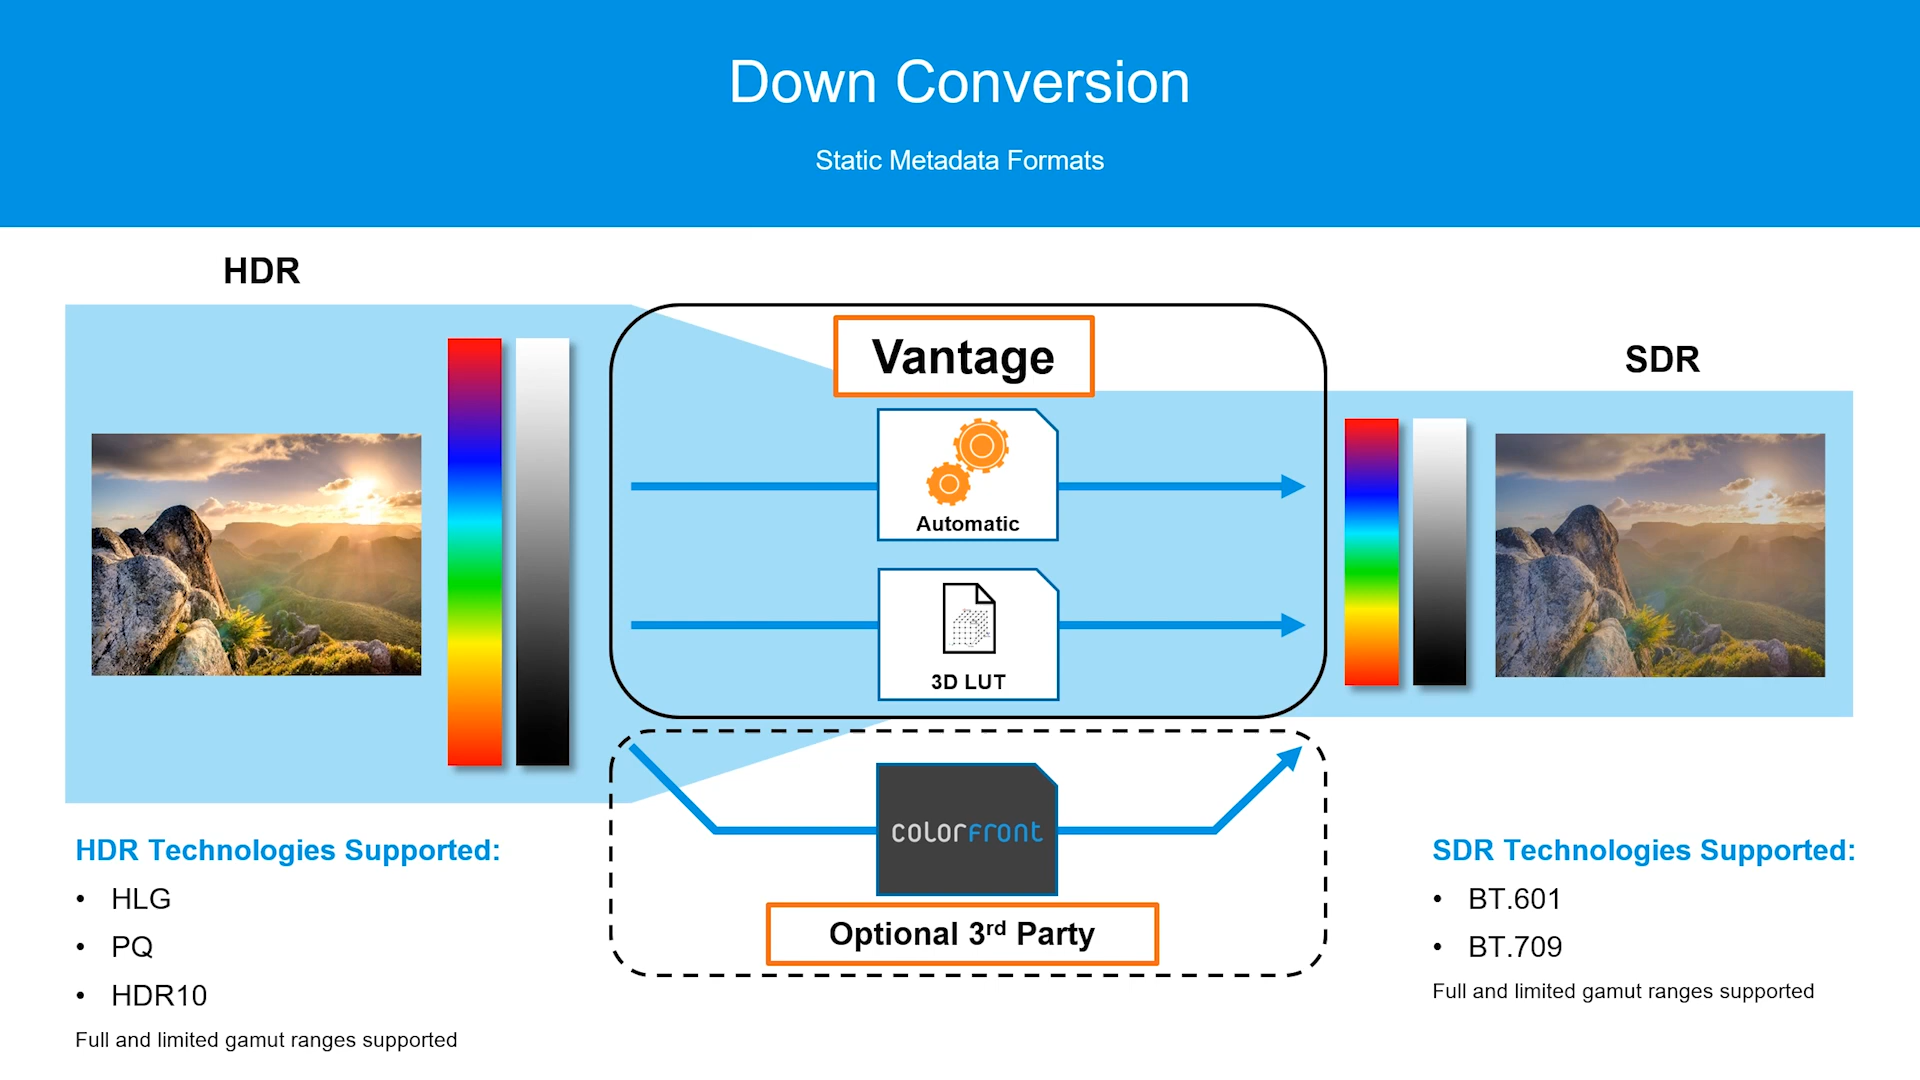 Down Conversion
Static Metadata Formats
HDR
Vantage
SDR
Automatic
3D LUT
colorfront
Optional 3rd Party
HDR Technologies Supported:
• HLG
• PQ
• HDR10
Full and limited gamut ranges supported
SDR Technologies Supported:
• BT.601
• BT.709
Full and limited gamut ranges supported